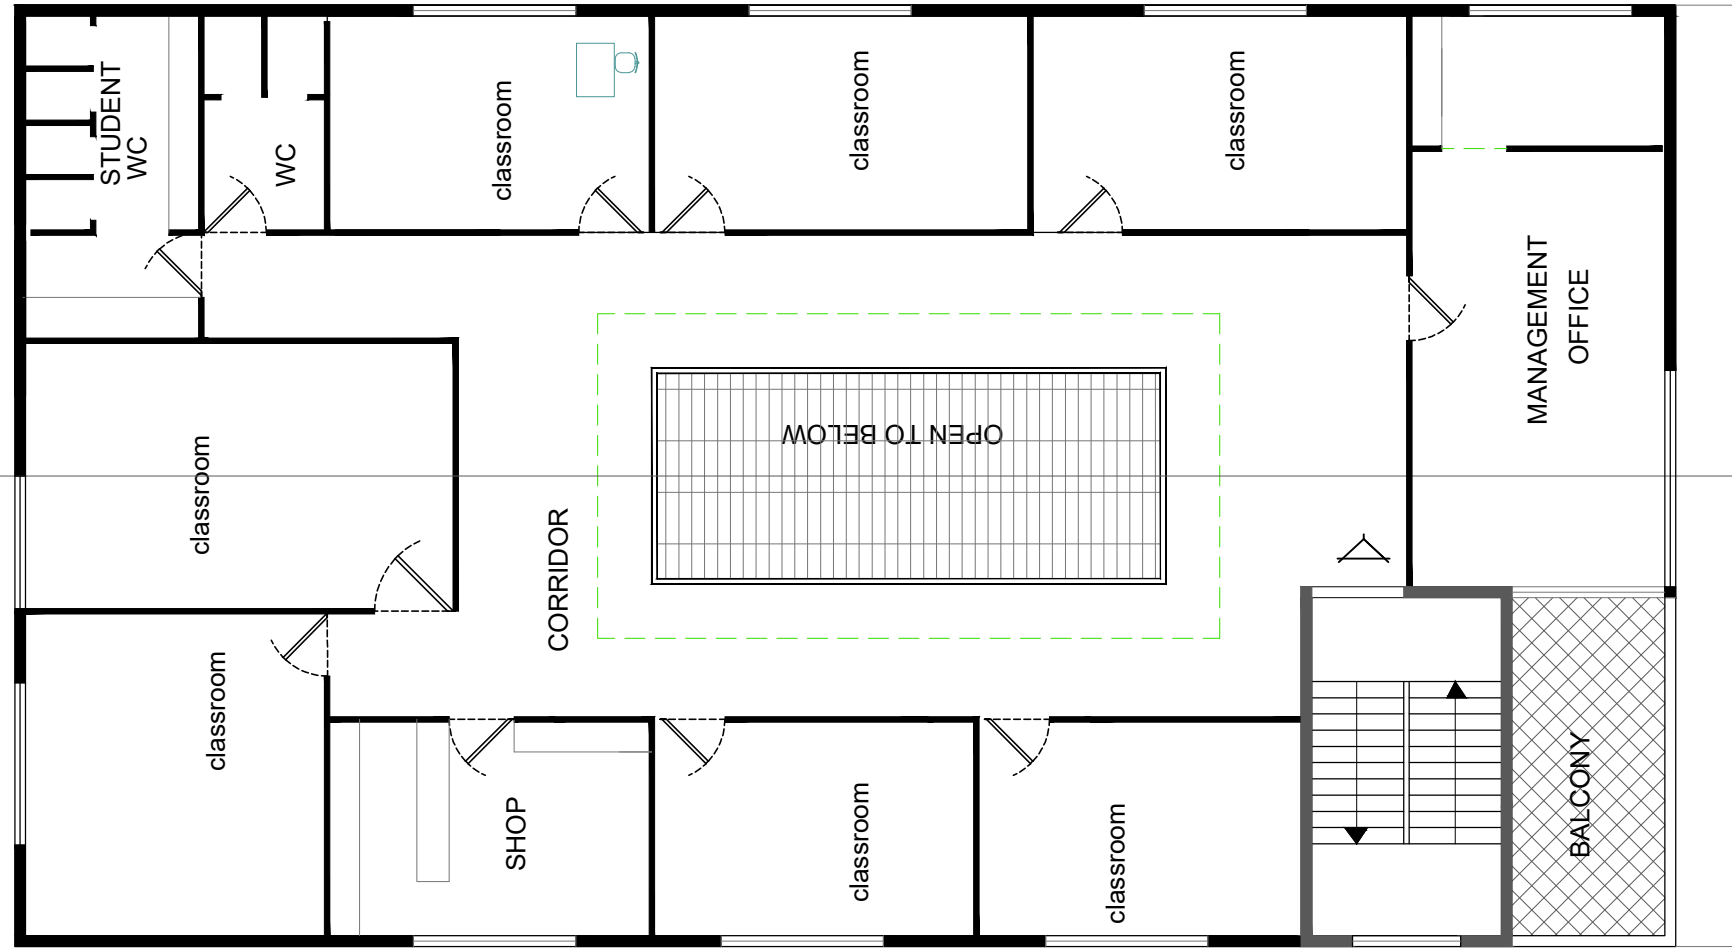 STUDENT
WC
WC
classroom
classroom
classroom
MANAGEMENT
OFFICE
classroom
OPEN TO BELOW
CORRIDOR
classroom
SHOP
classroom
classroom
BALCONY